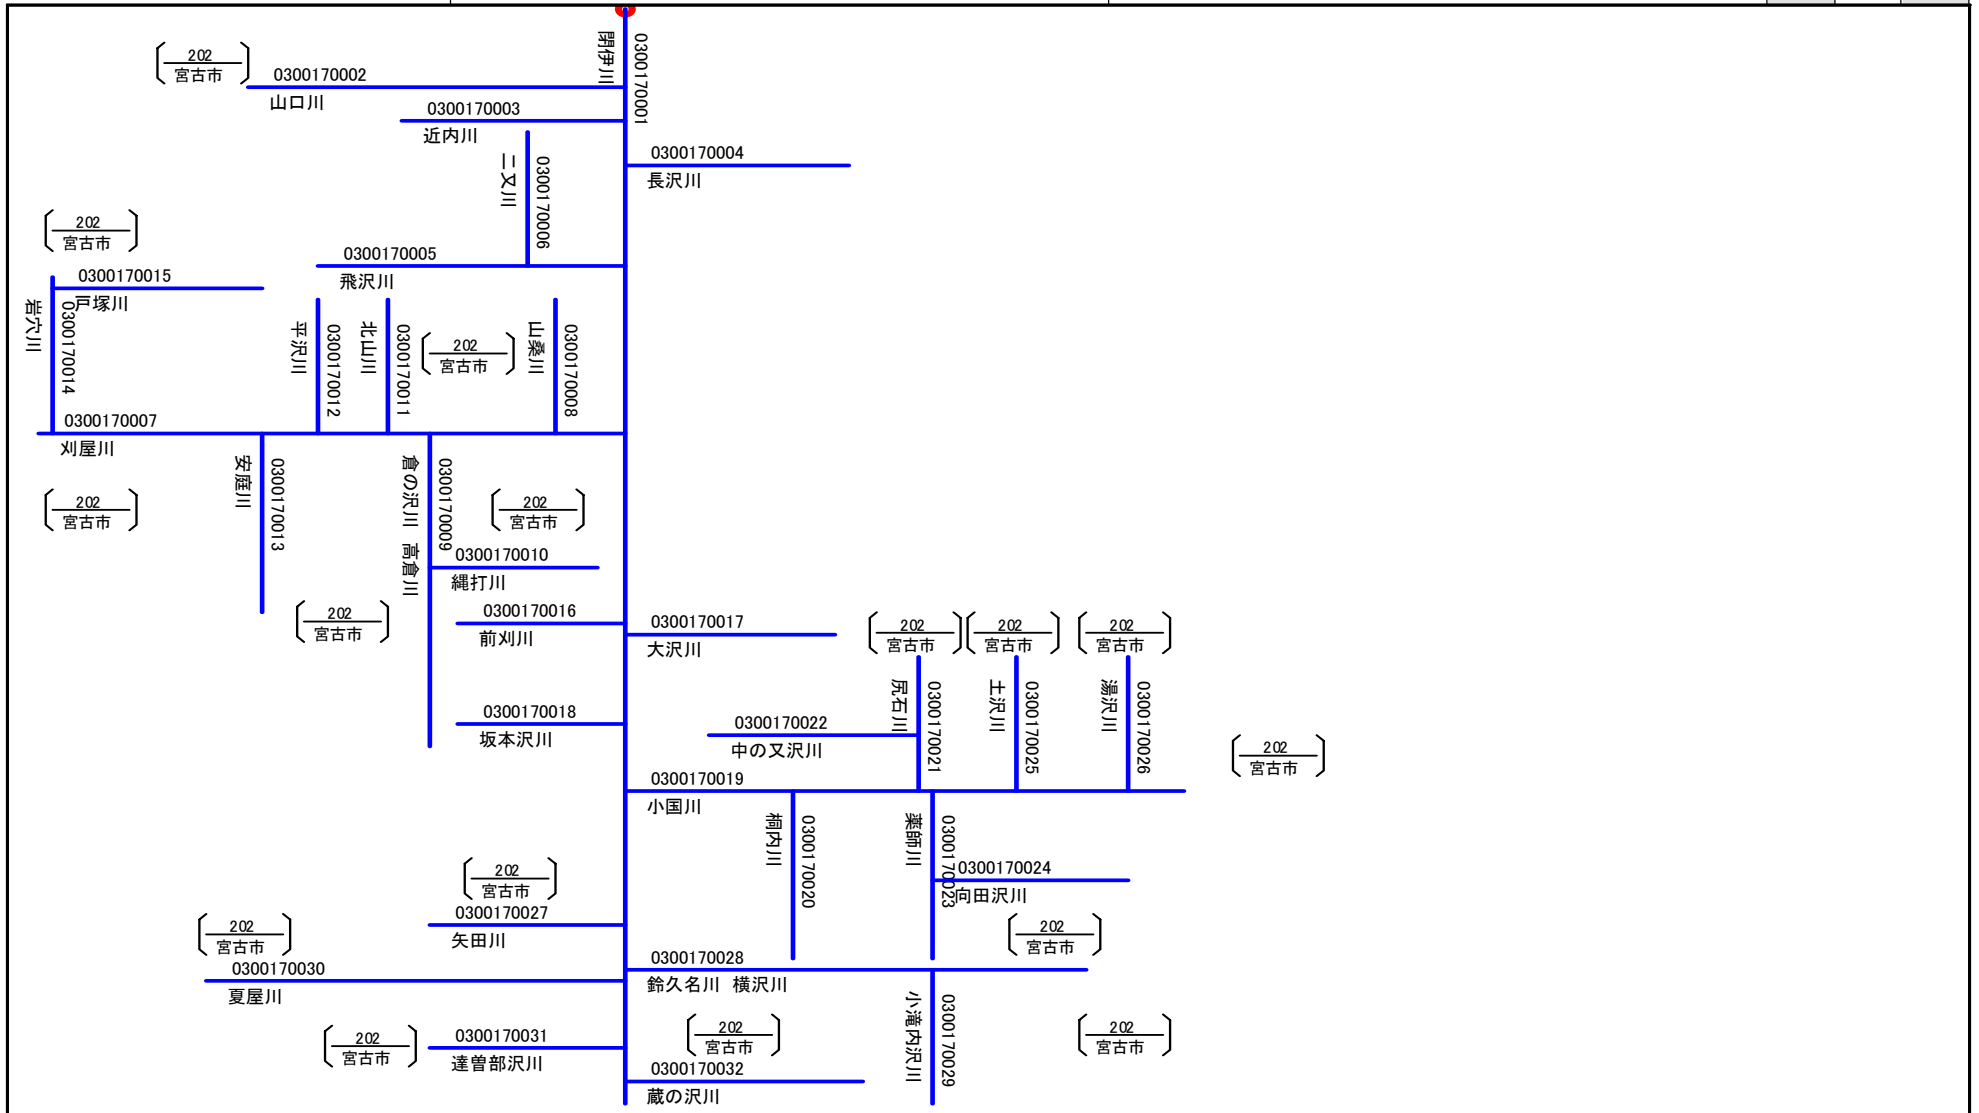 閉伊川
0300170001
202
宮古市
0300170002
山口川
0300170003
近内川
二又川
0300170006
0300170004
長沢川
202
宮古市
0300170005
飛沢川
0300170015
戸塚川
岩穴川
0300170014
平沢川
0300170012
北山川
0300170011
202
宮古市
山桑川
0300170008
0300170007
刈屋川
202
宮古市
安庭川
0300170013
倉の沢川 高倉川
0300170009
202
宮古市
0300170010
縄打川
202
宮古市
0300170016
前刈川
0300170017
大沢川
202
宮古市
202
宮古市
202
宮古市
尻石川
0300170021
土沢川
0300170025
湯沢川
0300170026
0300170018
坂本沢川
0300170022
中の又沢川
202
宮古市
0300170019
小国川
桐内川
0300170020
薬師川
0300170023
0300170024
向田沢川
202
宮古市
0300170027
矢田川
202
宮古市
202
宮古市
0300170028
鈴久名川 横沢川
0300170030
夏屋川
小滝内沢川
0300170029
202
宮古市
202
宮古市
202
宮古市
0300170031
達曽部沢川
0300170032
蔵の沢川